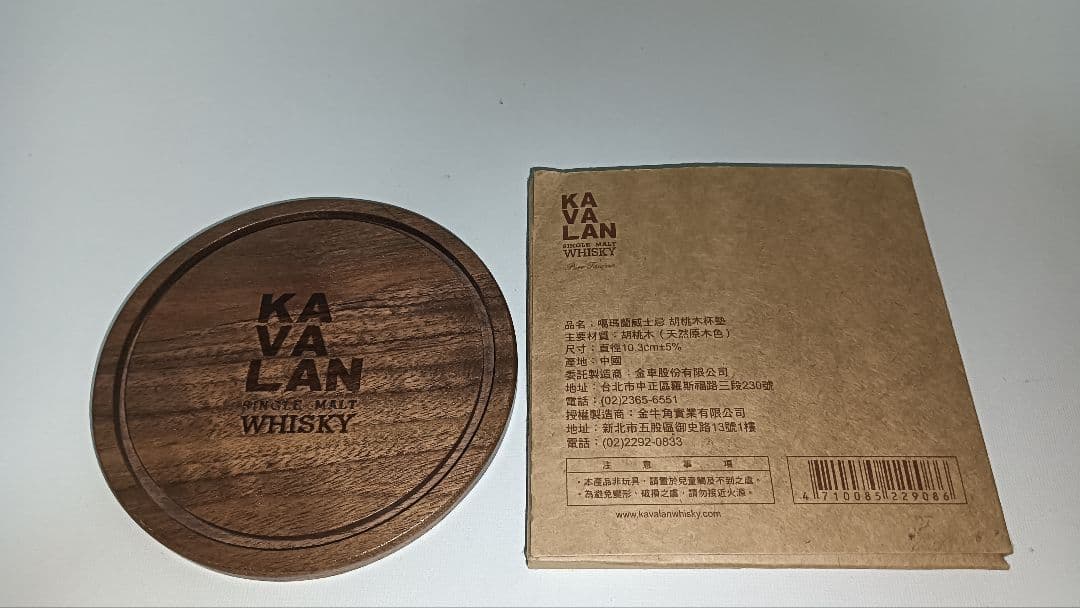 KA
VA
LAN
SINGLE MALT
WHISKY
KA
VA
LAN
SINGLE MALT
WHISKY
Pure Taiwan
品名：噶瑪蘭威士忌 胡桃木杯墊
主要材質：胡桃木（天然原木色）
尺寸：直徑10.3cm±5%
產地：中國
委託製造商：金車股份有限公司
地址：台北市中正區羅斯福路三段230號
電話：(02)2365-6551
授權製造商：金牛角實業有限公司
地址：新北市五股區御史路13號1樓
電話：(02)2292-0833
注意事項
・本產品非玩具，請置於兒童觸及不到之處。
・為避免變形、破損之處，請勿接近火源。
4 710085 229086
www.kavalanwhisky.com